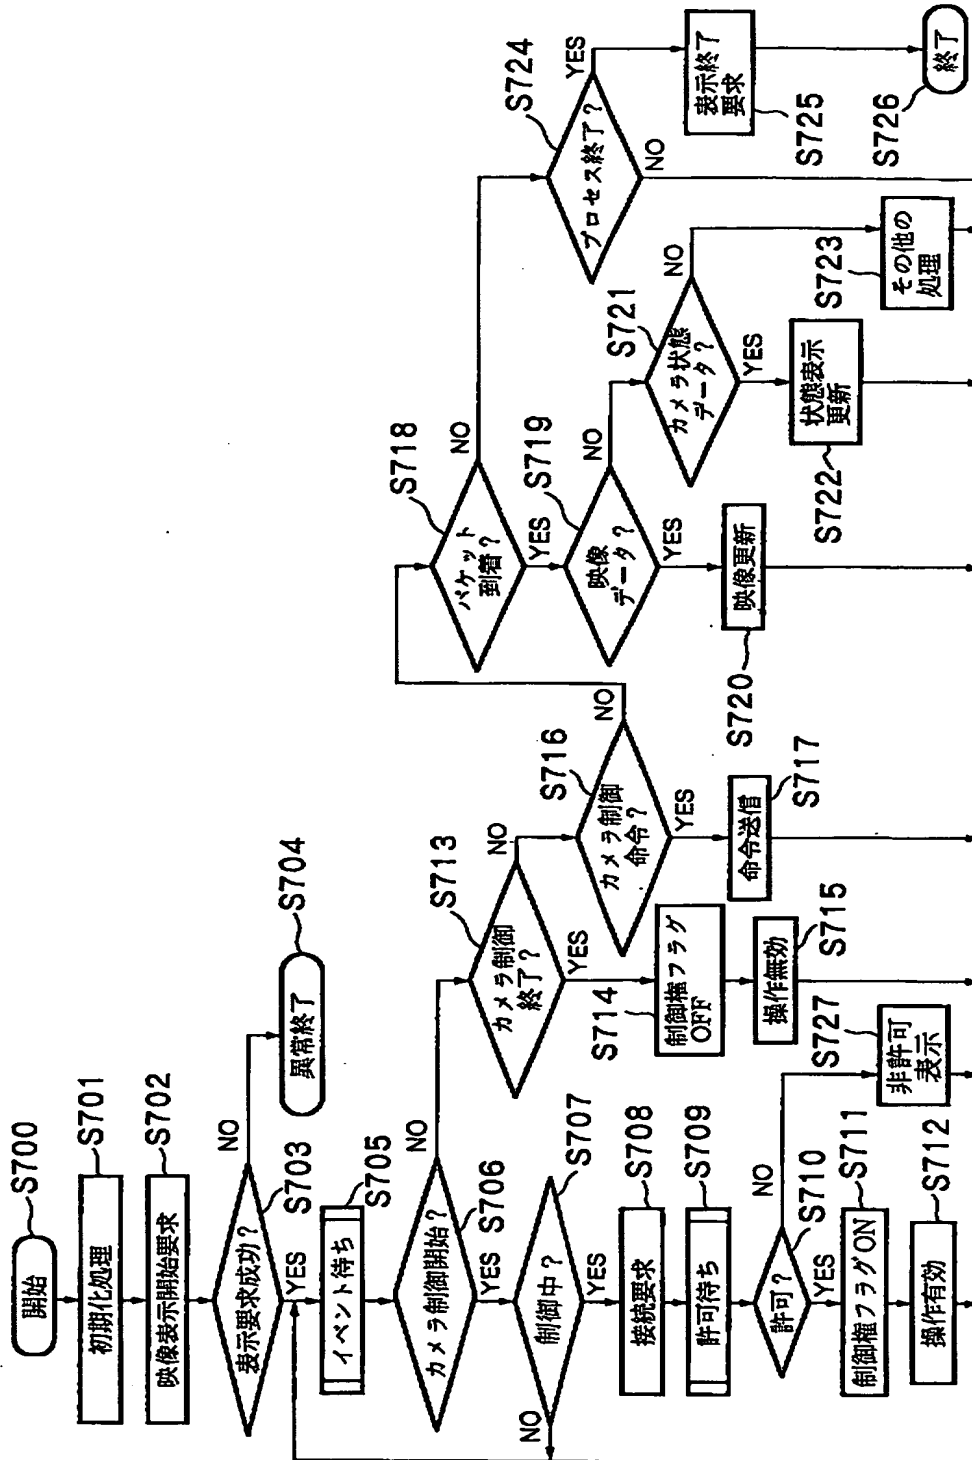 開始
S700
初期化処理
S701
映像表示開始要求
S702
表示要求成功?
S703
NO
YES
異常終了
S704
イベント待ち
S705
カメラ制御開始?
S706
NO
YES
制御中?
S707
NO
YES
接続要求
S708
許可待ち
S709
許可?
S710
NO
YES
制御権フラグON
S711
操作有効
S712
非許可
表示
S727
カメラ制御
終了?
S713
NO
YES
制御権フラグ
OFF
S714
操作無効
S715
カメラ制御
命令?
S716
NO
YES
命令送信
S717
パケット
到着?
S718
NO
YES
映像
データ?
S719
NO
YES
映像更新
S720
カメラ状態
データ?
S721
NO
YES
状態表示
更新
S722
その他の
処理
S723
プロセス終了?
S724
YES
NO
表示終了
要求
S725
終了
S726